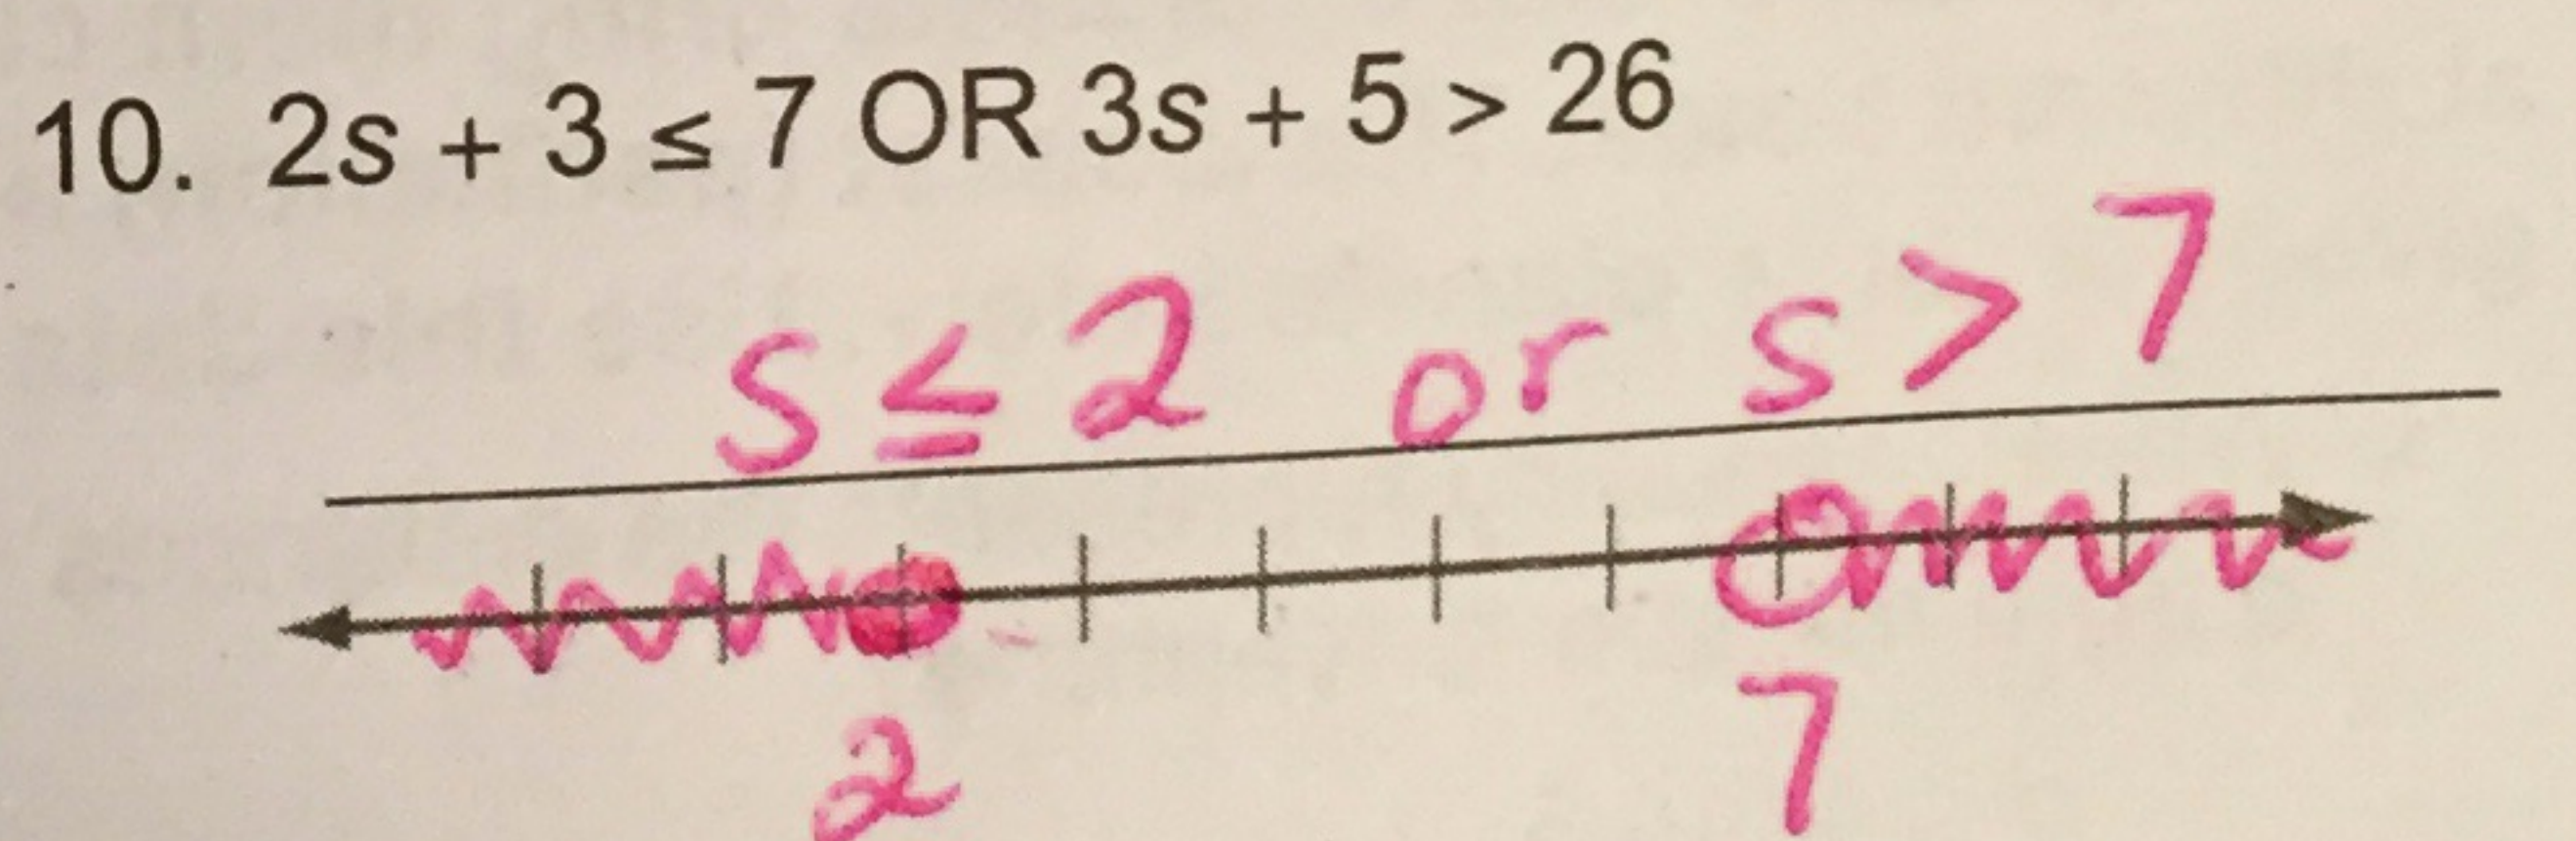 10. 2s + 3 ≤ 7 OR 3s + 5 > 26
s ≤ 2 or s > 7
2 7